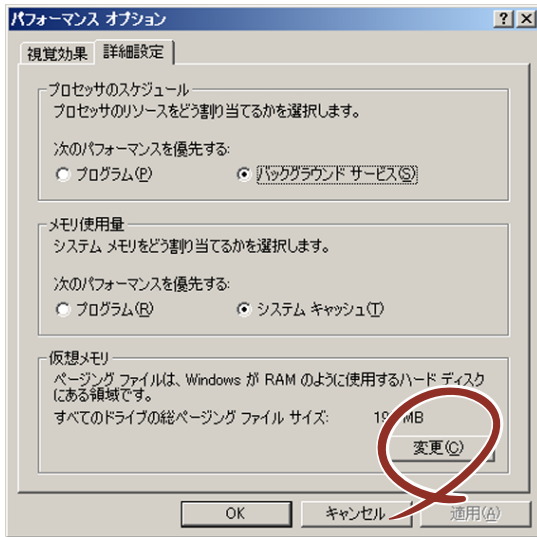 パフォーマンス オプション
視覚効果 詳細設定
プロセッサのスケジュール
プロセッサのリソースをどう割り当てるかを選択します。
次のパフォーマンスを優先する:
プログラム(P) バックグラウンド サービス(S)
メモリ使用量
システム メモリをどう割り当てるかを選択します。
次のパフォーマンスを優先する:
プログラム(R) システム キャッシュ(T)
仮想メモリ
ページング ファイルは、Windows が RAM のように使用するハード ディスク
にある領域です。
すべてのドライブの総ページング ファイル サイズ: MB
変更(C)
OK キャンセル 適用(A)